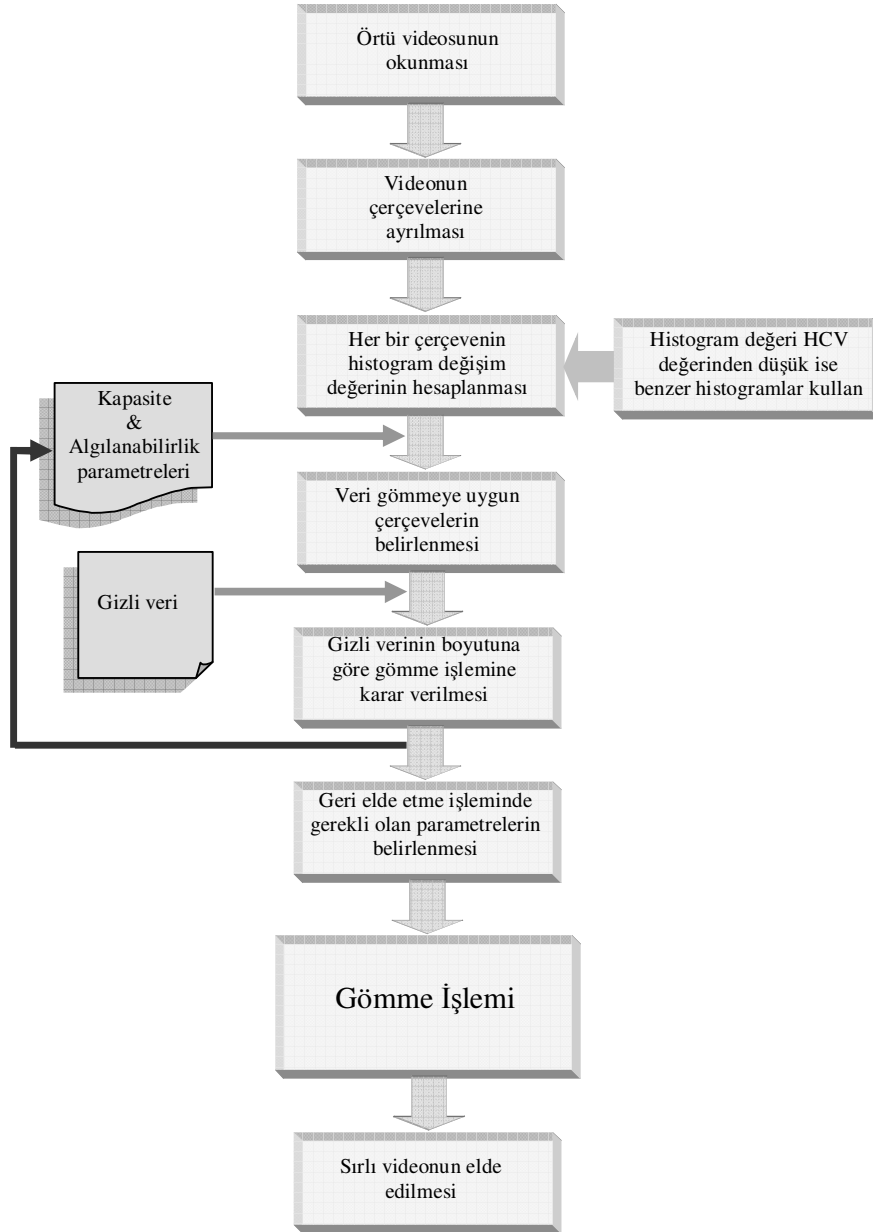 Örtü videosunun
okunması
Videonun
çerçevelerine
ayrılması
Her bir çerçevenin
histogram değişim
değerinin hesaplanması
Histogram değeri HCV
değerinden düşük ise
benzer histogramlar kullan
Kapasite
&
Algılanabilirlik
parametreleri
Veri gömmeye uygun
çerçevelerin
belirlenmesi
Gizli veri
Gizli verinin boyutuna
göre gömme işlemine
karar verilmesi
Geri elde etme işleminde
gerekli olan parametrelerin
belirlenmesi
Gömme İşlemi
Sırlı videonun elde
edilmesi